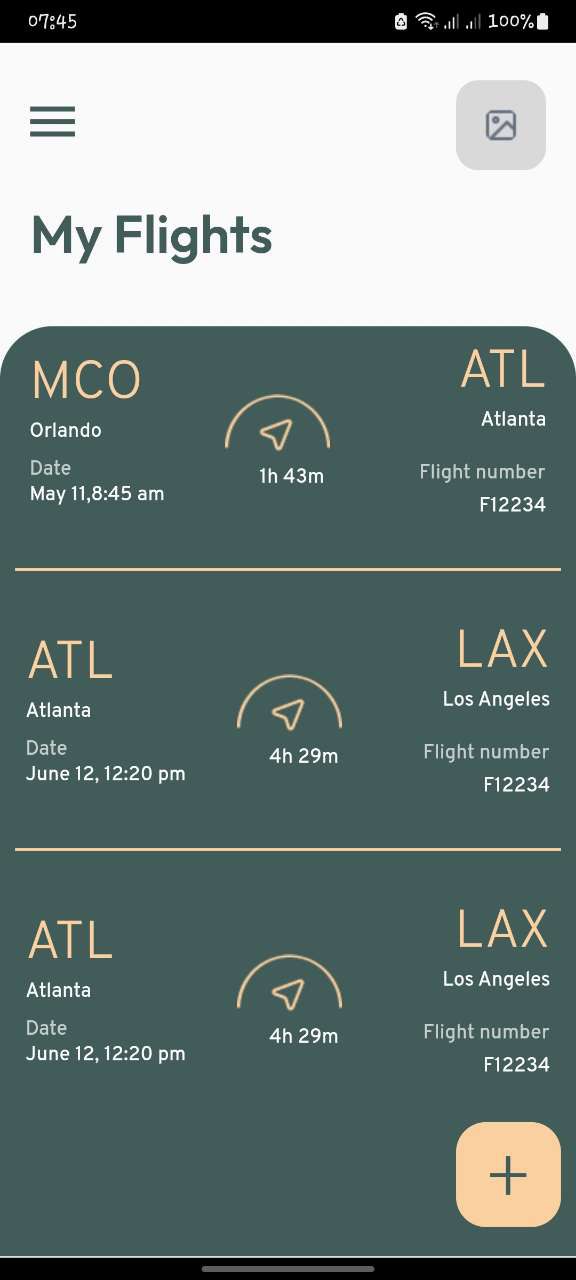 07:45
100%
My Flights
MCO
ATL
Orlando
Atlanta
Date
Flight number
May 11,8:45 am
1h 43m
F12234
ATL
LAX
Atlanta
Los Angeles
Date
Flight number
June 12, 12:20 pm
4h 29m
F12234
ATL
LAX
Atlanta
Los Angeles
Date
Flight number
June 12, 12:20 pm
4h 29m
F12234